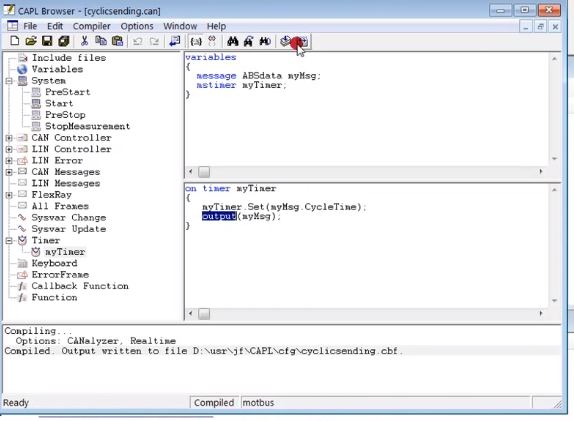 CAPL Browser - [cyclicsending.can]
File Edit Compiler Options Window Help
Include files
Variables
System
PreStart
Start
PreStop
StopMeasurement
CAN Controller
LIN Controller
LIN Error
CAN Messages
LIN Messages
FlexRay
All Frames
Sysvar Change
Sysvar Update
Timer
myTimer
Keyboard
ErrorFrame
Callback Function
Function
variables
{
message ABSdata myMsg;
mstimer myTimer;
}
on timer myTimer
{
myTimer.Set(myMsg.CycleTime);
output(myMsg);
}
Compiling...
Options: CANalyzer, Realtime
Compiled. Output written to file D:\usr\jf\CAPL\cfg\cyclicsending.cbf.
Ready Compiled motbus